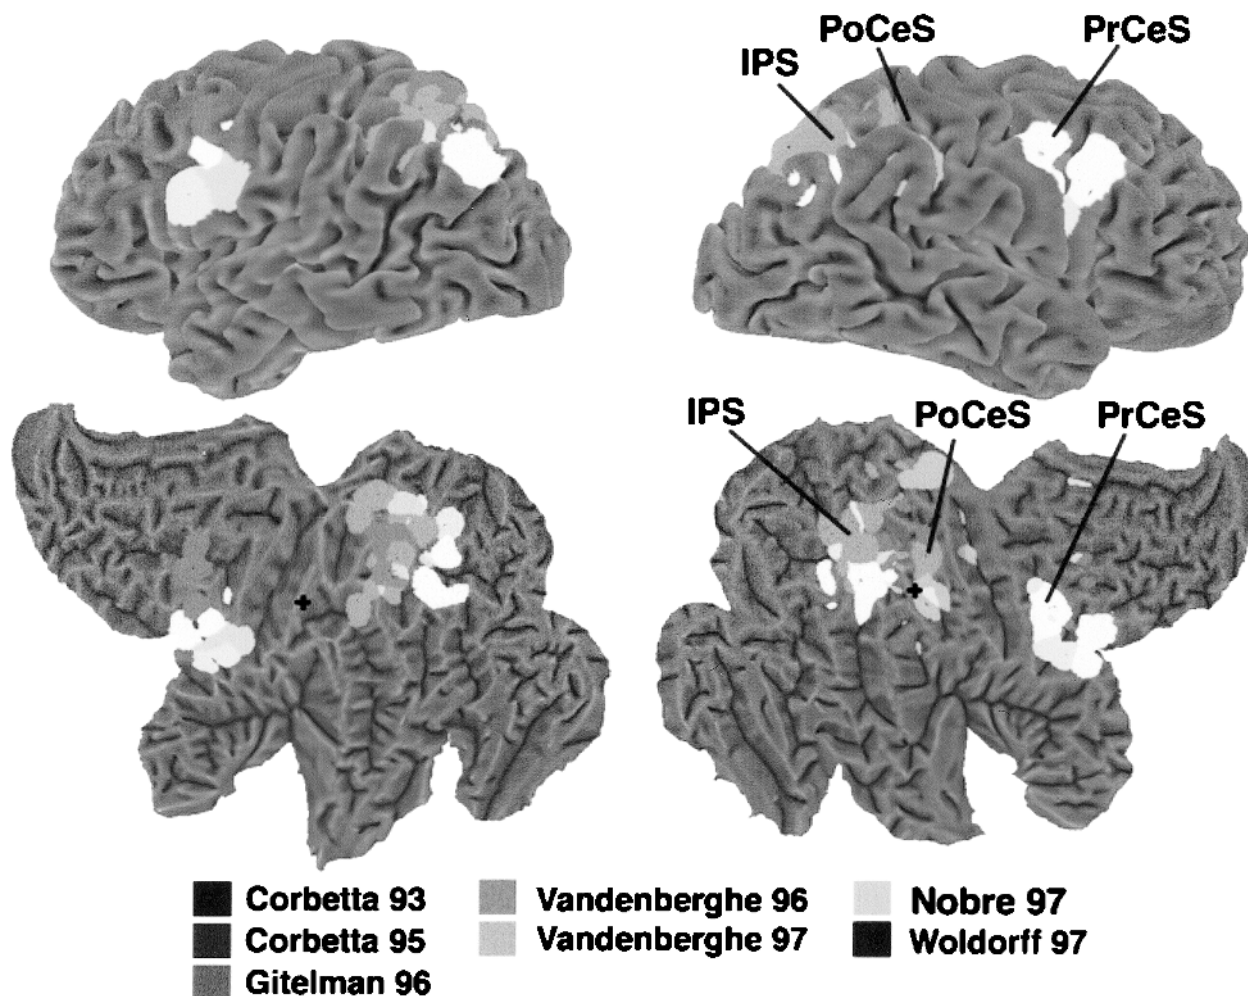 PoCeS
PrCeS
IPS
IPS
PoCeS
PrCeS
Corbetta 93
Vandenberghe 96
Nobre 97
Corbetta 95
Vandenberghe 97
Woldorff 97
Gitelman 96